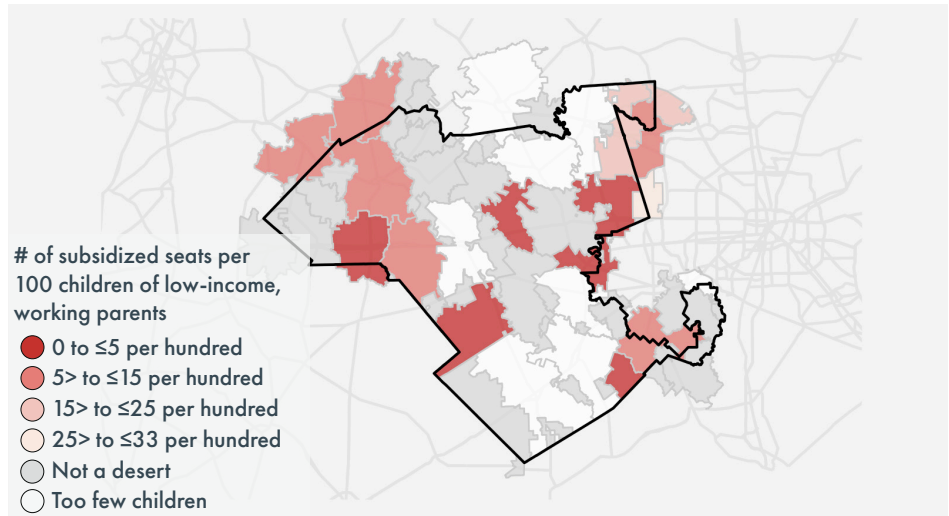 # of subsidized seats per
100 children of low-income,
working parents
0 to ≤5 per hundred
5> to ≤15 per hundred
15> to ≤25 per hundred
25> to ≤33 per hundred
Not a desert
Too few children